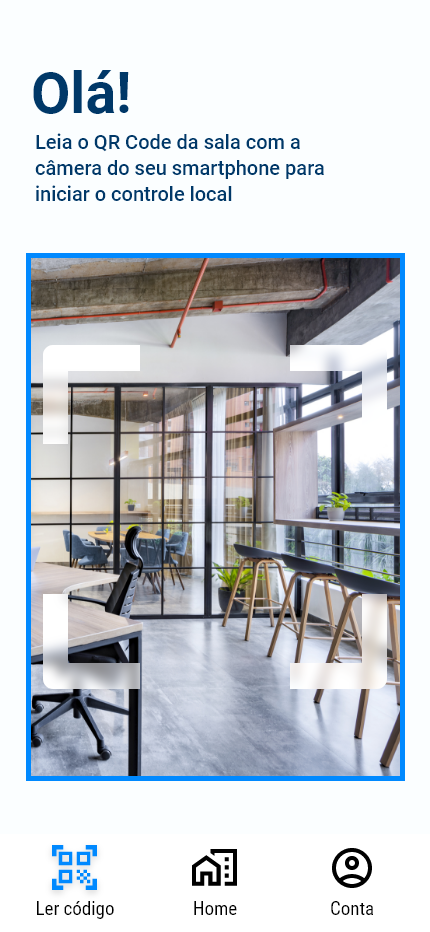 Olá!
Leia o QR Code da sala com a
câmera do seu smartphone para
iniciar o controle local
Ler código
Home
Conta